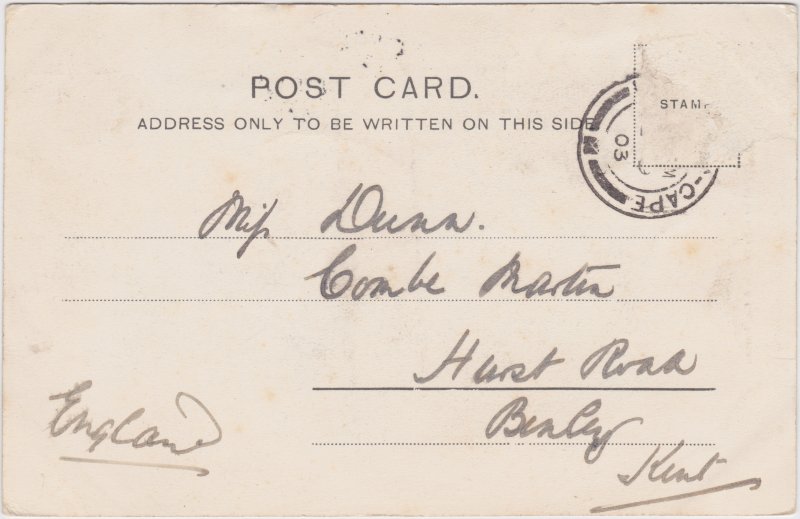 POST CARD.
ADDRESS ONLY TO BE WRITTEN ON THIS SIDE
STAMP
03
M
-CAPE
Miss Dunn.
Combe Martin
Hurst Road
Bexley
Kent
England